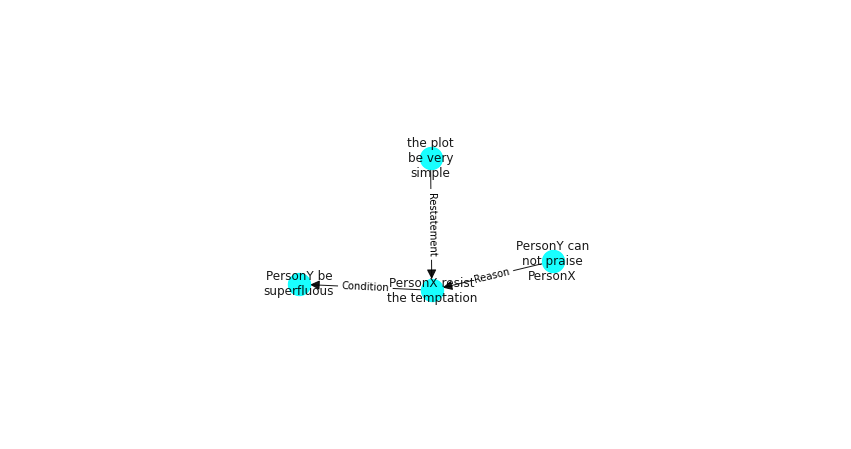 the plot
be very
simple
Restatement
PersonY can
not praise
PersonX
Reason
PersonY be
superfluous
Condition
PersonX resist
the temptation